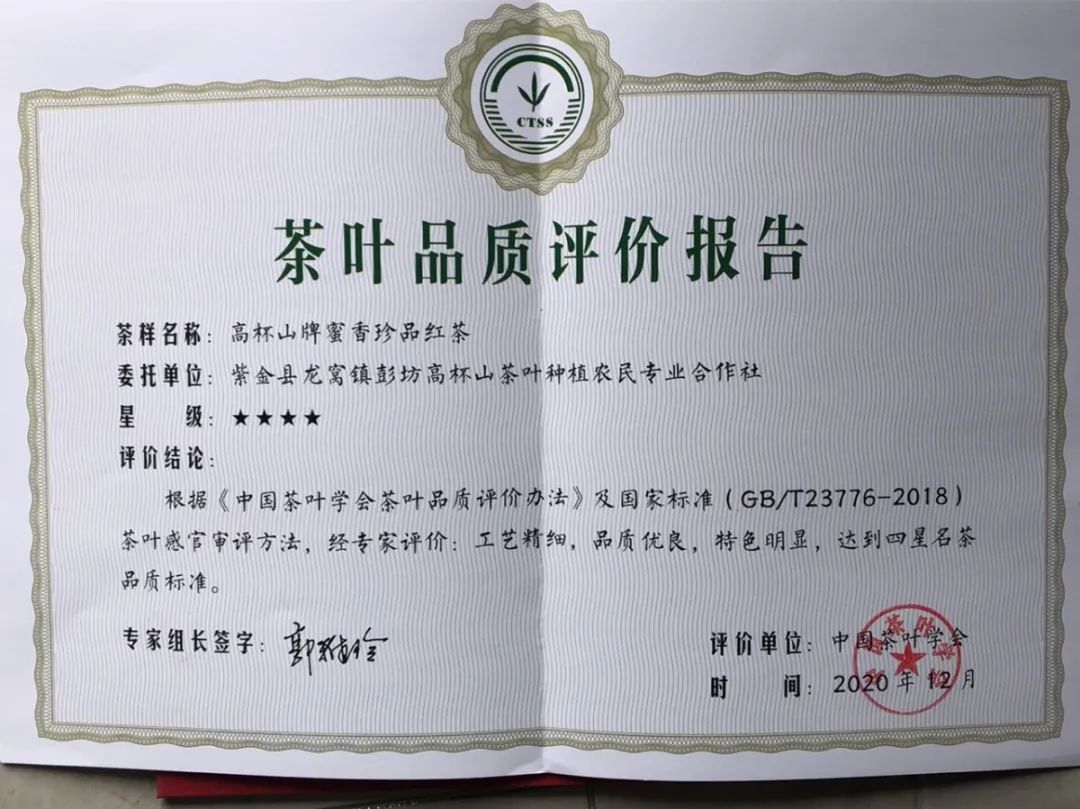 CTSS
茶叶品质评价报告
茶样名称：高杯山牌蜜香珍品红茶
委托单位：紫金县龙窝镇彭坊高杯山茶叶种植农民专业合作社
星 级：★★★★
评价结论：
根据《中国茶叶学会茶叶品质评价办法》及国家标准（GB/T23776-2018）
茶叶感官审评方法，经专家评价：工艺精细，品质优良，特色明显，达到四星名茶
品质标准。
专家组长签字：
评价单位：中国茶叶学会
时 间：2020年12月